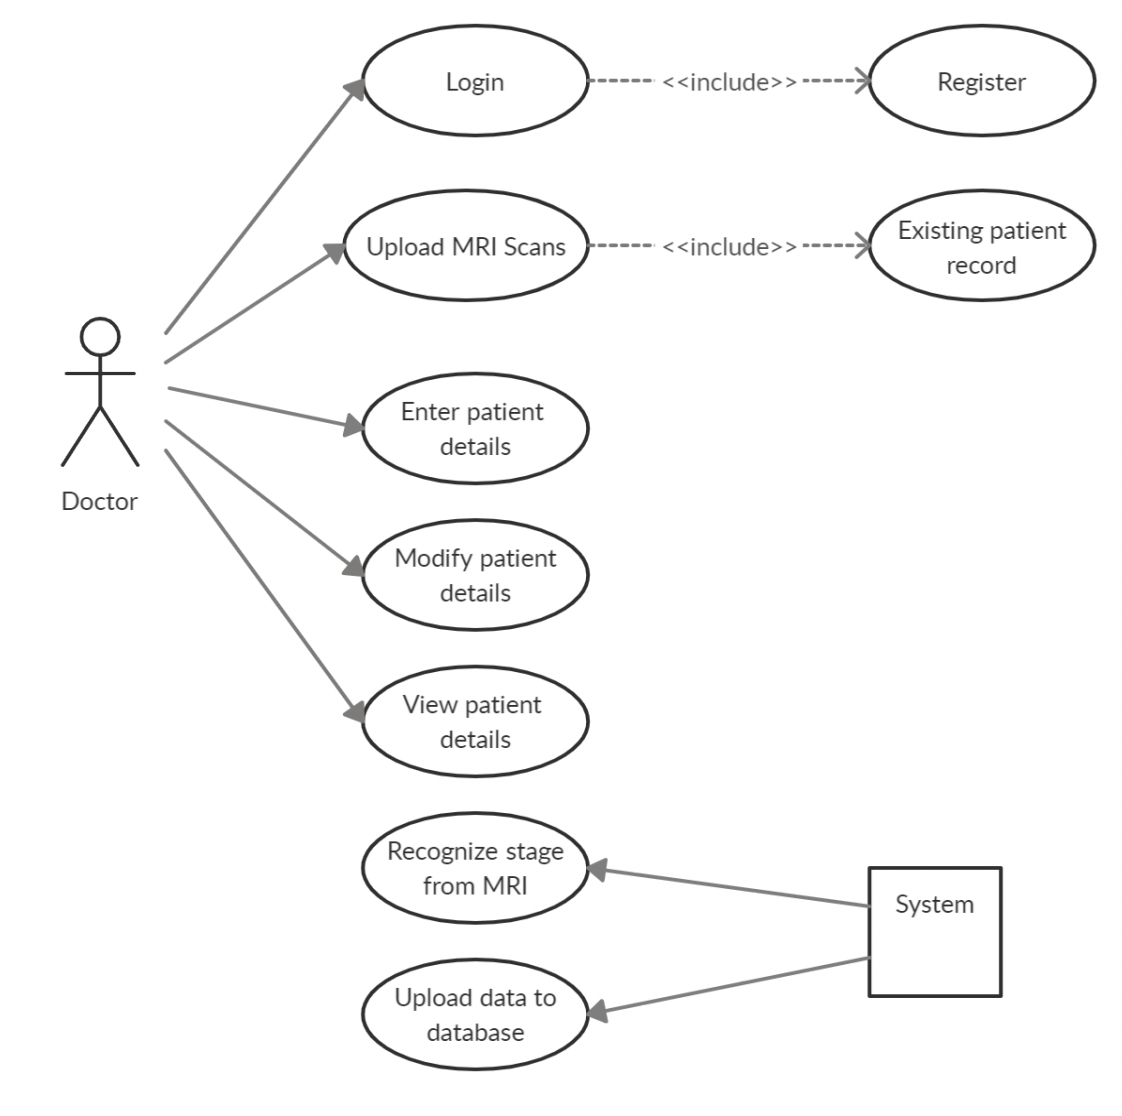 Login
<<include>>
Register
Upload MRI Scans
<<include>>
Existing patient
record
Doctor
Enter patient
details
Modify patient
details
View patient
details
Recognize stage
from MRI
System
Upload data to
database